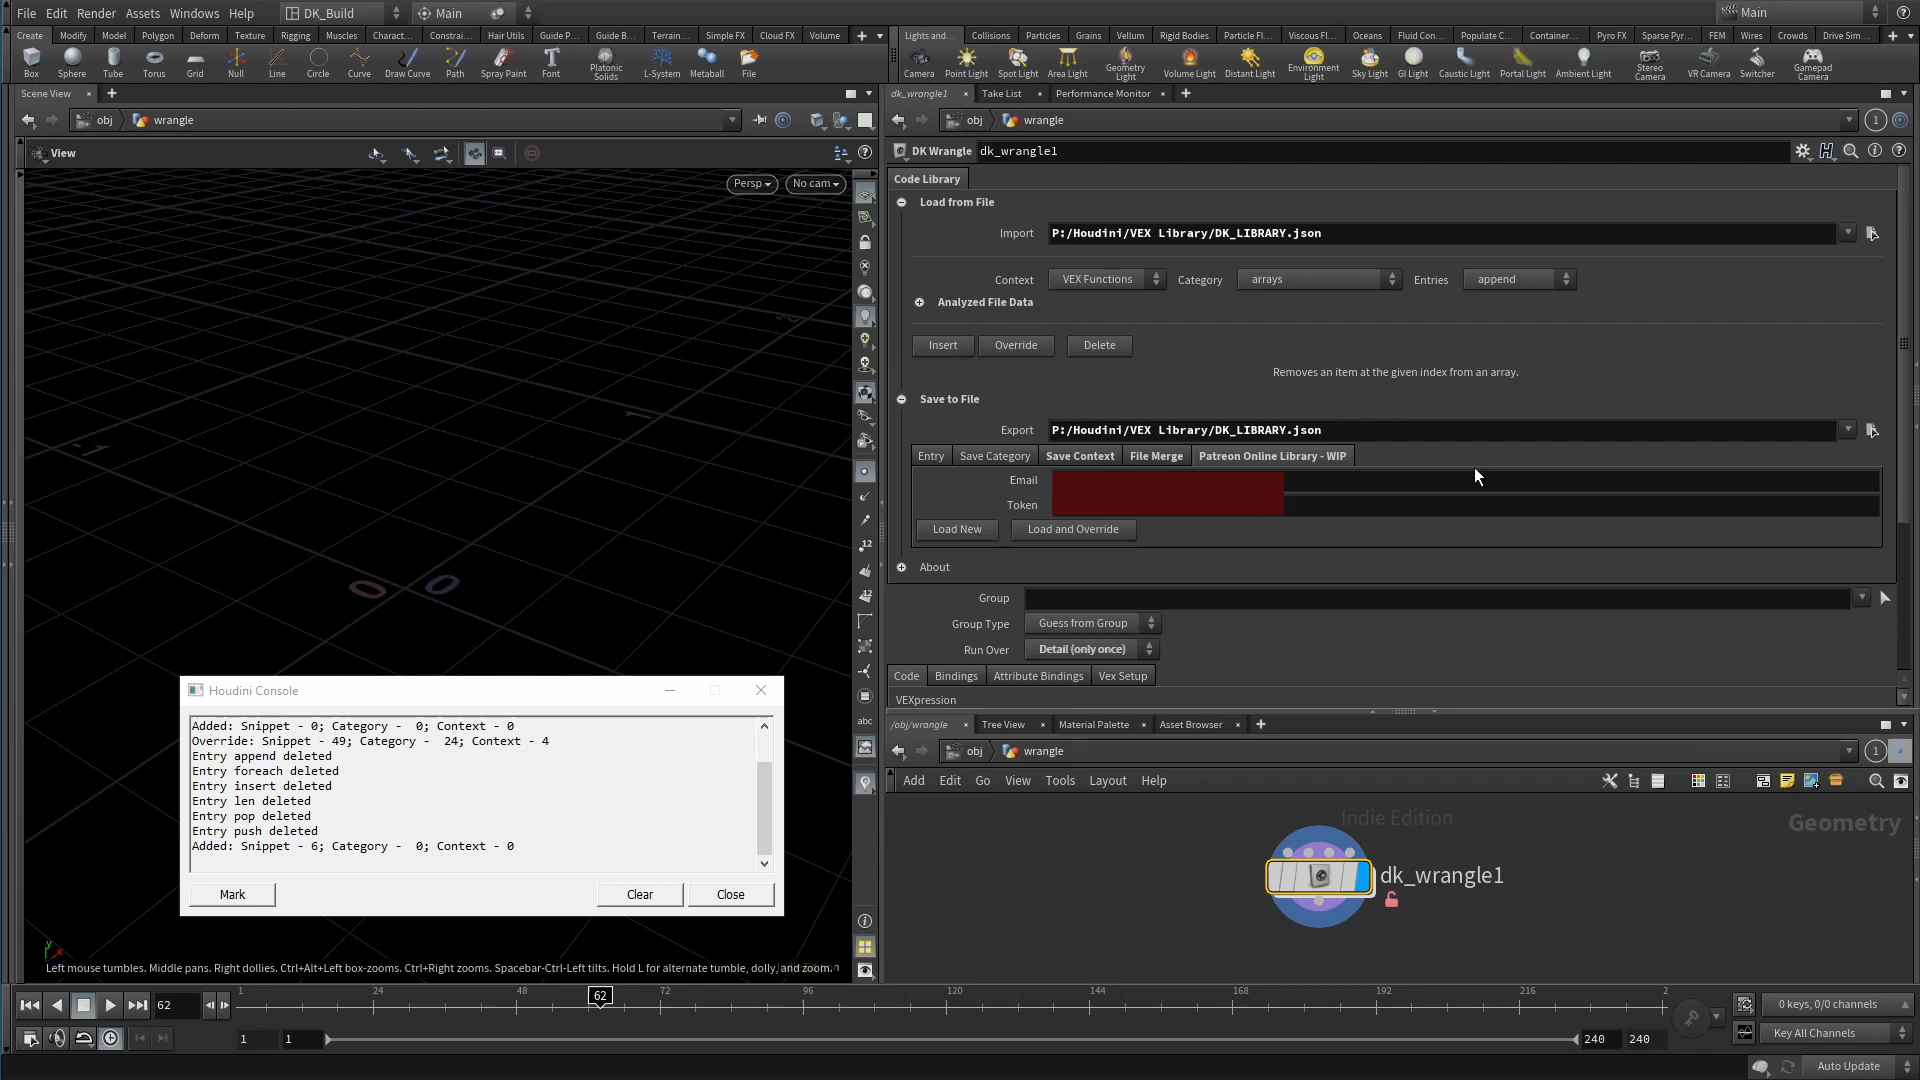 File Edit Render Assets Windows Help DK_Build Main Main
Create Modify Model Polygon Deform Texture Rigging Muscles Charact... Constrai... Hair Utils Guide P... Guide B... Terrain... Simple FX Cloud FX Volume
Lights and... Collisions Particles Grains Vellum Rigid Bodies Particle Fl... Viscous Fl... Oceans Fluid Con... Populate C... Container... Pyro FX Sparse Pyr... FEM Wires Crowds Drive Sim...
Box Sphere Tube Torus Grid Null Line Circle Curve Draw Curve Path Spray Paint Font Platonic Solids L-System Metaball File
Camera Point Light Spot Light Area Light Geometry Light Volume Light Distant Light Environment Light Sky Light GI Light Caustic Light Portal Light Ambient Light Stereo Camera VR Camera Switcher Gamepad Camera
Scene View
obj wrangle
View
Persp No cam
-1
1
2
0 0
Houdini Console
Added: Snippet - 0; Category -  0; Context - 0
Override: Snippet - 49; Category -  24; Context - 4
Entry append deleted
Entry foreach deleted
Entry insert deleted
Entry len deleted
Entry pop deleted
Entry push deleted
Added: Snippet - 6; Category -  0; Context - 0
Mark Clear Close
y x
Left mouse tumbles. Middle pans. Right dollies. Ctrl+Alt+Left box-zooms. Ctrl+Right zooms. Spacebar-Ctrl-Left tilts. Hold L for alternate tumble, dolly, and zoom.
12
12
abc
dk_wrangle1 Take List Performance Monitor
obj wrangle 1
DK Wrangle dk_wrangle1
Code Library
Load from File
Import P:/Houdini/VEX Library/DK_LIBRARY.json
Context VEX Functions Category arrays Entries append
Analyzed File Data
Insert Override Delete
Removes an item at the given index from an array.
Save to File
Export P:/Houdini/VEX Library/DK_LIBRARY.json
Entry Save Category Save Context File Merge Patreon Online Library - WIP
Email
Token
Load New Load and Override
About
Group
Group Type Guess from Group
Run Over Detail (only once)
Code Bindings Attribute Bindings Vex Setup
VEXpression
/obj/wrangle Tree View Material Palette Asset Browser
obj wrangle 1
Add Edit Go View Tools Layout Help
Indie Edition
Geometry
dk_wrangle1
62 1 24 48 62 72 96 120 144 168 192 216 2
0 keys, 0/0 channels
1 1 240 240
Key All Channels
Auto Update